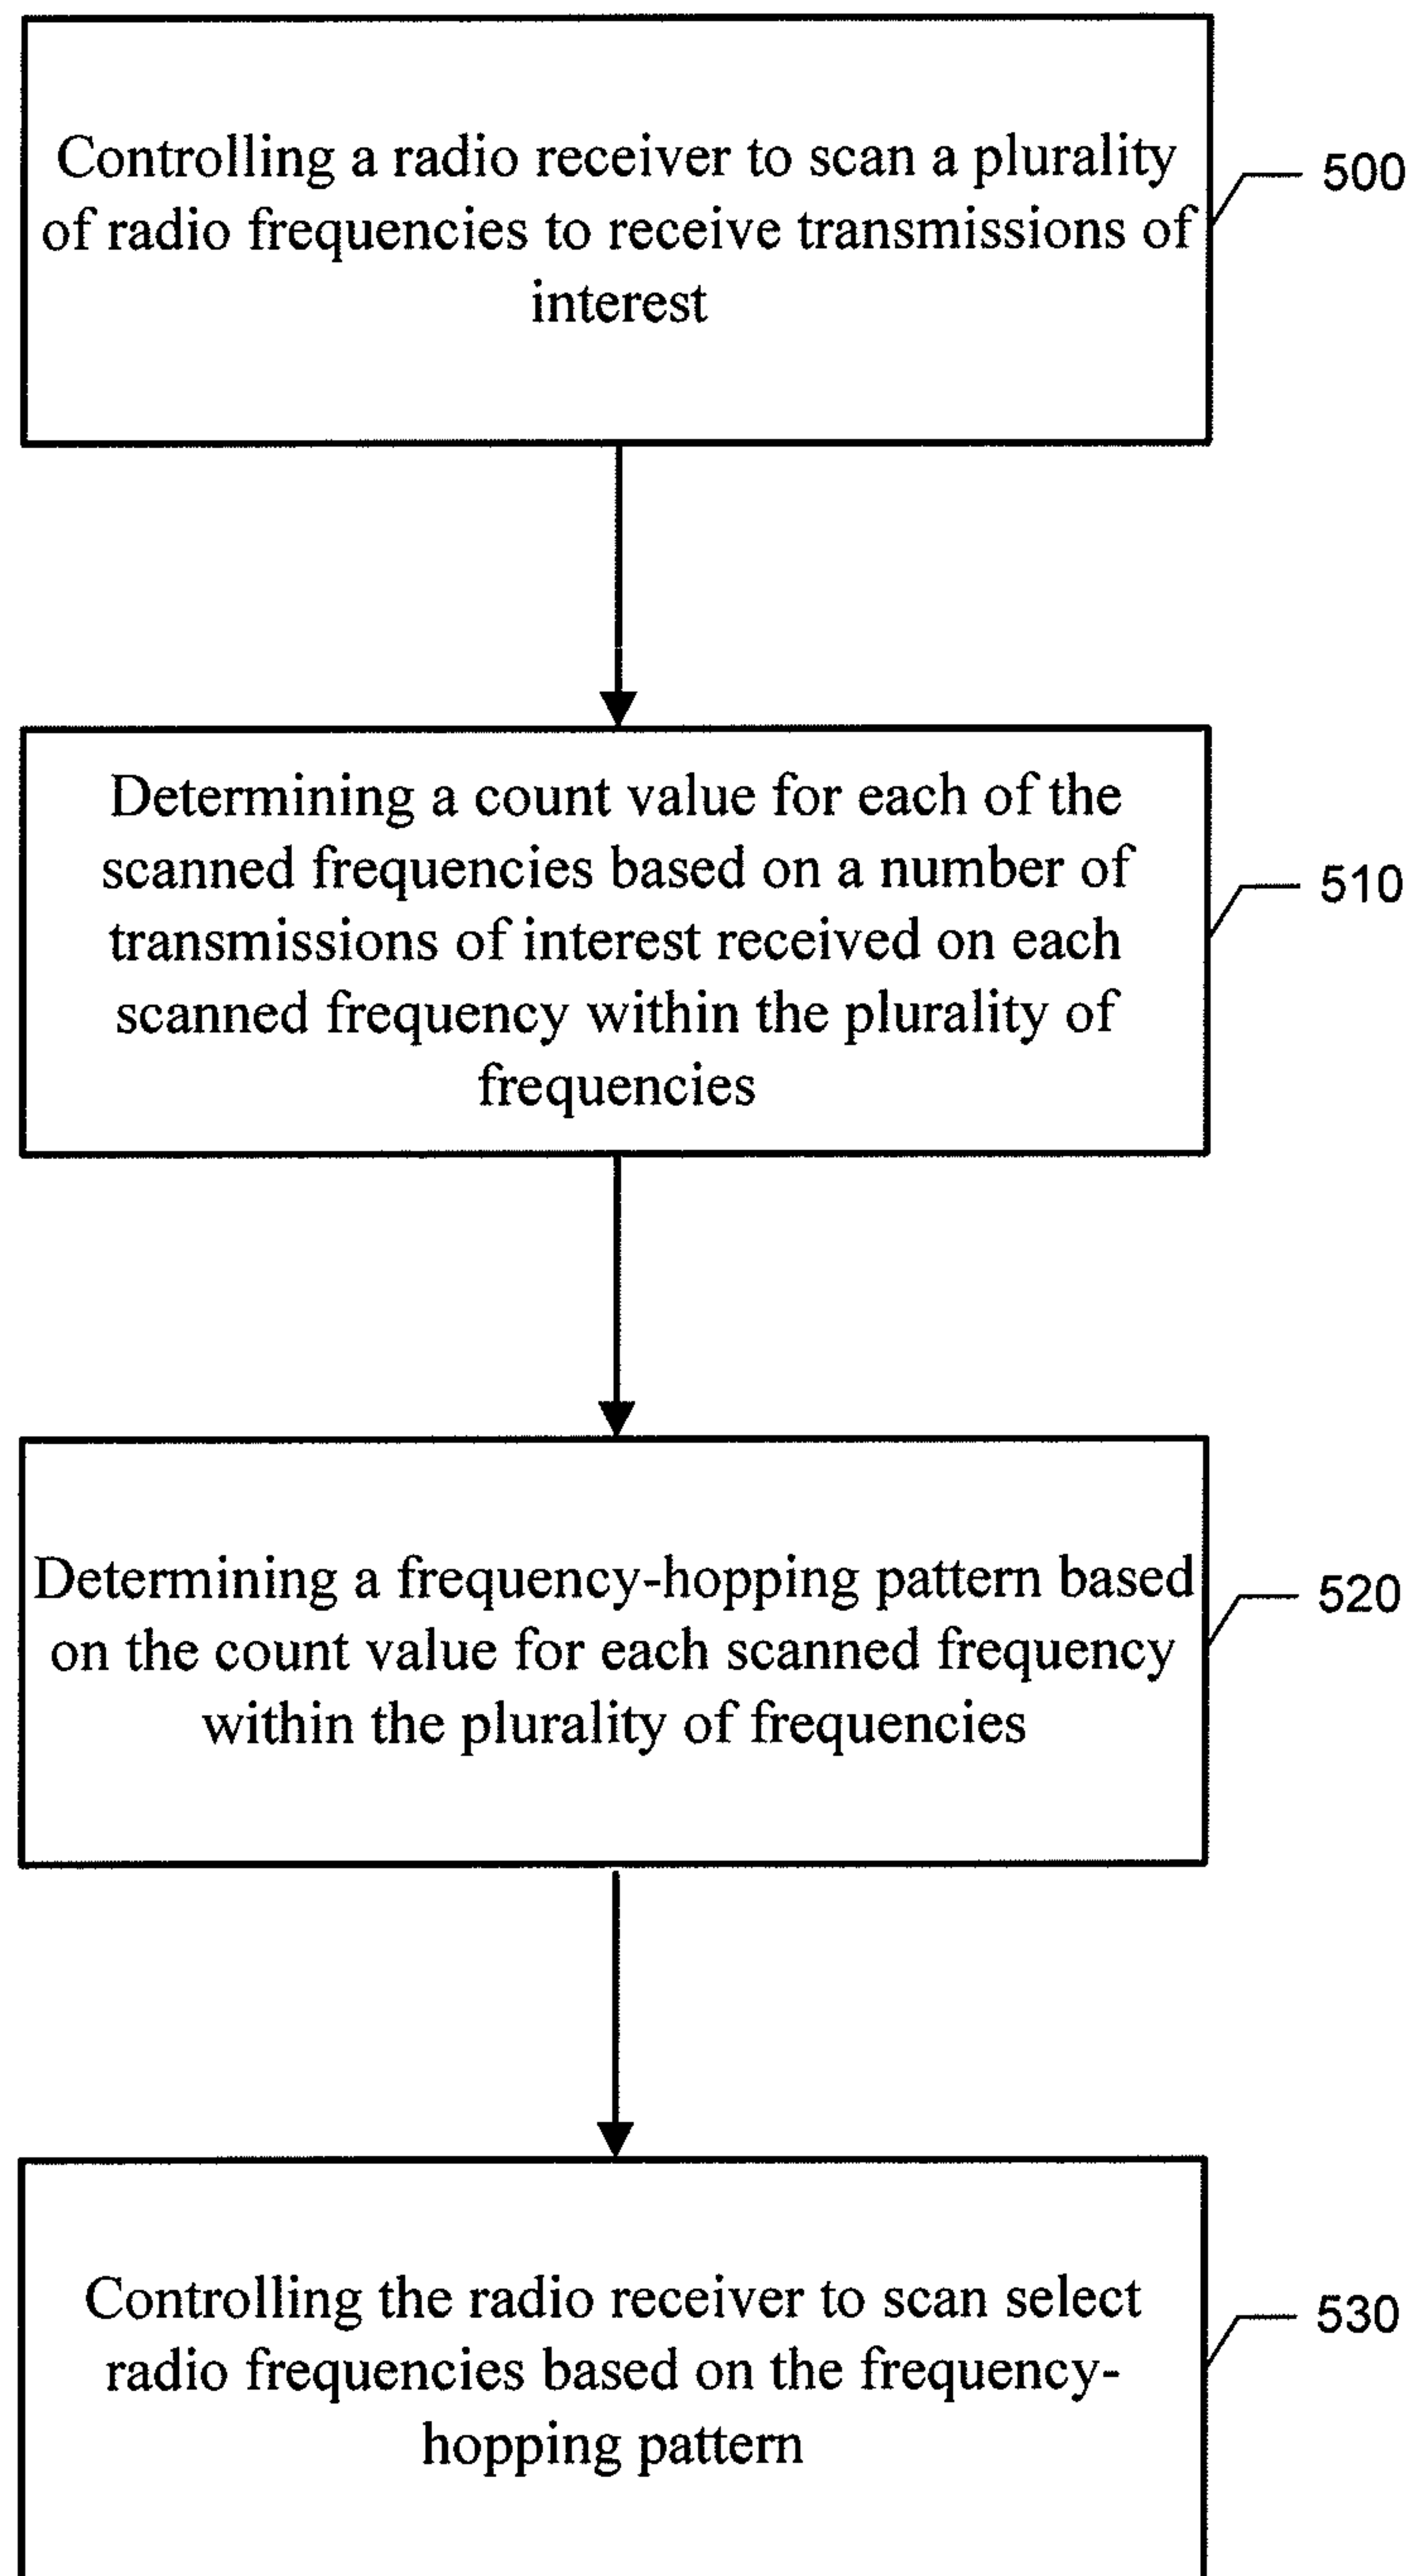 Controlling a radio receiver to scan a plurality
of radio frequencies to receive transmissions of
interest
500
Determining a count value for each of the
scanned frequencies based on a number of
transmissions of interest received on each
scanned frequency within the plurality of
frequencies
510
Determining a frequency-hopping pattern based
on the count value for each scanned frequency
within the plurality of frequencies
520
Controlling the radio receiver to scan select
radio frequencies based on the frequency-
hopping pattern
530